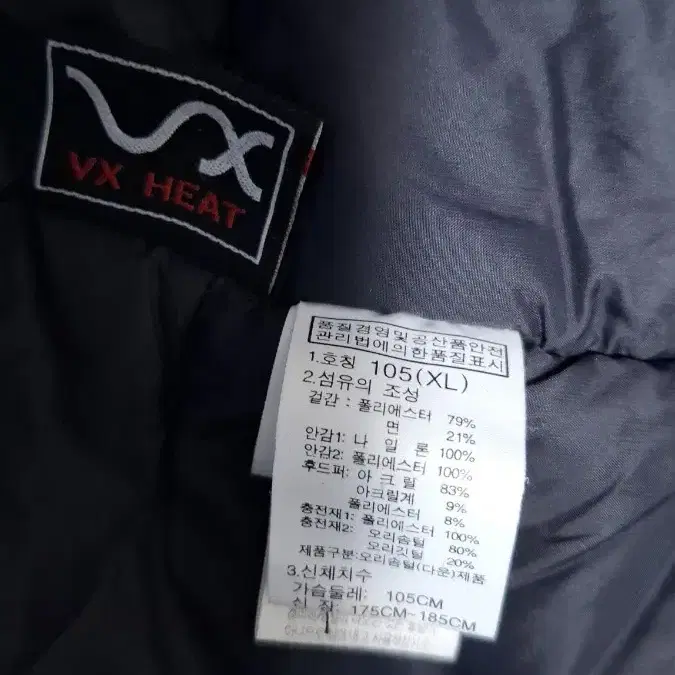 VX HEAT
품질경영및공산품안전
관리법에의한품질표시
1.호칭 105(XL)
2.섬유의 조성
겉감 : 폴리에스터 79%
면 21%
안감1: 나 일 론 100%
안감2: 폴리에스터 100%
후드퍼: 아 크 릴 83%
아크릴계 9%
폴리에스터 8%
충전재1: 폴리에스터 100%
충전재2: 오리솜털 80%
오리깃털 20%
제품구분:오리솜털(다운)제품
3.신체치수
가슴둘레: 105CM
신 장: 175CM~185CM